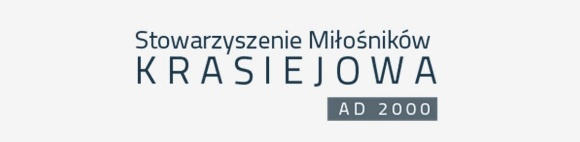 Stowarzyszenie Miłośników
KRASIEJOWA
AD 2000